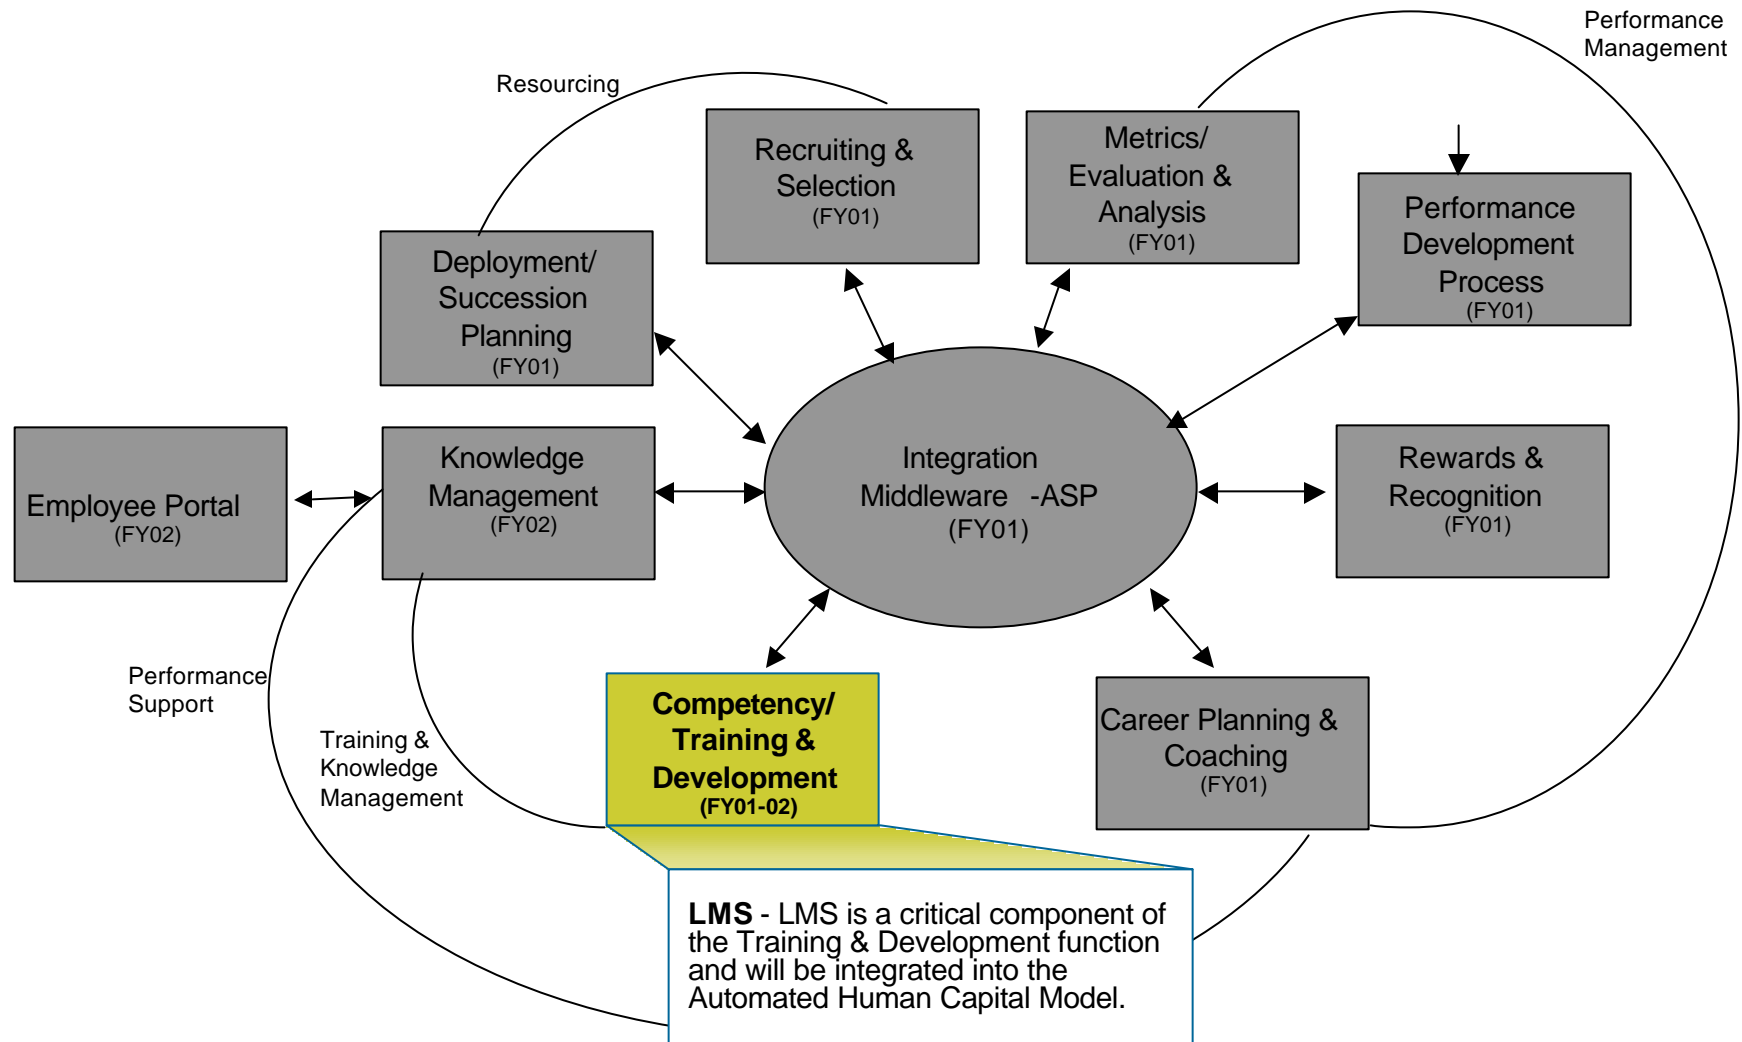 Performance
Management
Resourcing
Recruiting &
Selection
(FY01)
Metrics/
Evaluation &
Analysis
(FY01)
Performance
Development
Process
(FY01)
Deployment/
Succession
Planning
(FY01)
Employee Portal
(FY02)
Knowledge
Management
(FY02)
Integration
Middleware -ASP
(FY01)
Rewards &
Recognition
(FY01)
Performance
Support
Training &
Knowledge
Management
Competency/
Training &
Development
(FY01-02)
Career Planning &
Coaching
(FY01)
LMS - LMS is a critical component of
the Training & Development function
and will be integrated into the
Automated Human Capital Model.